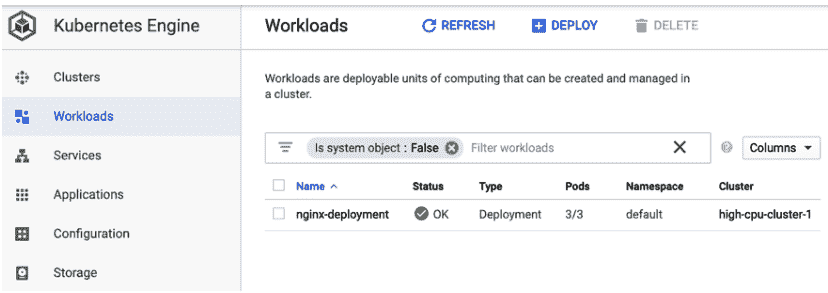 Kubernetes Engine
Workloads
REFRESH
DEPLOY
DELETE
Clusters
Workloads
Services
Applications
Configuration
Storage
Workloads are deployable units of computing that can be created and managed in
a cluster.
Is system object : False
Filter workloads
Columns
Name Status Type Pods Namespace Cluster
nginx-deployment OK Deployment 3/3 default high-cpu-cluster-1